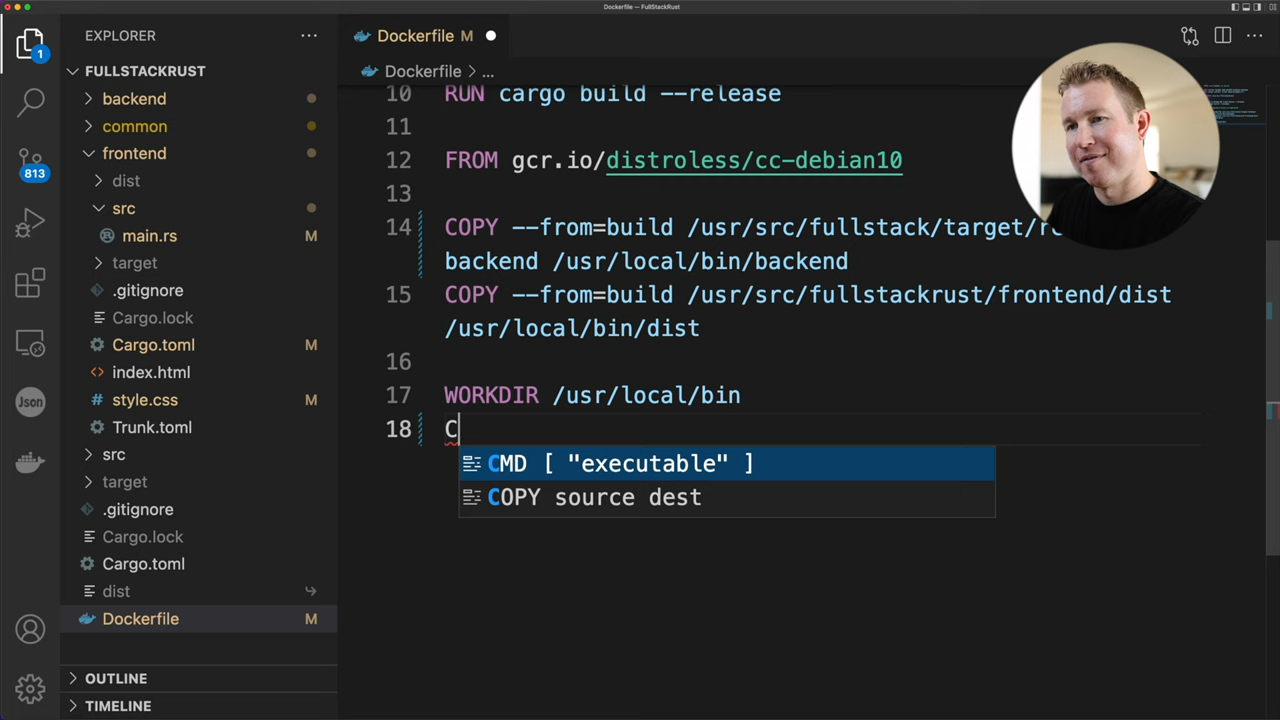 Dockerfile — FullStackRust
EXPLORER
Dockerfile M
1
FULLSTACKRUST
Dockerfile > ...
backend
10 RUN cargo build --release
common
11
frontend
12 FROM gcr.io/distroless/cc-debian10
813
dist
13
src
14 COPY --from=build /usr/src/fullstack/target/
main.rs M
backend /usr/local/bin/backend
target
15 COPY --from=build /usr/src/fullstackrust/frontend/dist
.gitignore
/usr/local/bin/dist
Cargo.lock
16
Cargo.toml M
index.html
17 WORKDIR /usr/local/bin
Json
style.css M
18 C
Trunk.toml
CMD [ "executable" ]
src
COPY source dest
target
.gitignore
Cargo.lock
Cargo.toml
dist
Dockerfile M
OUTLINE
TIMELINE